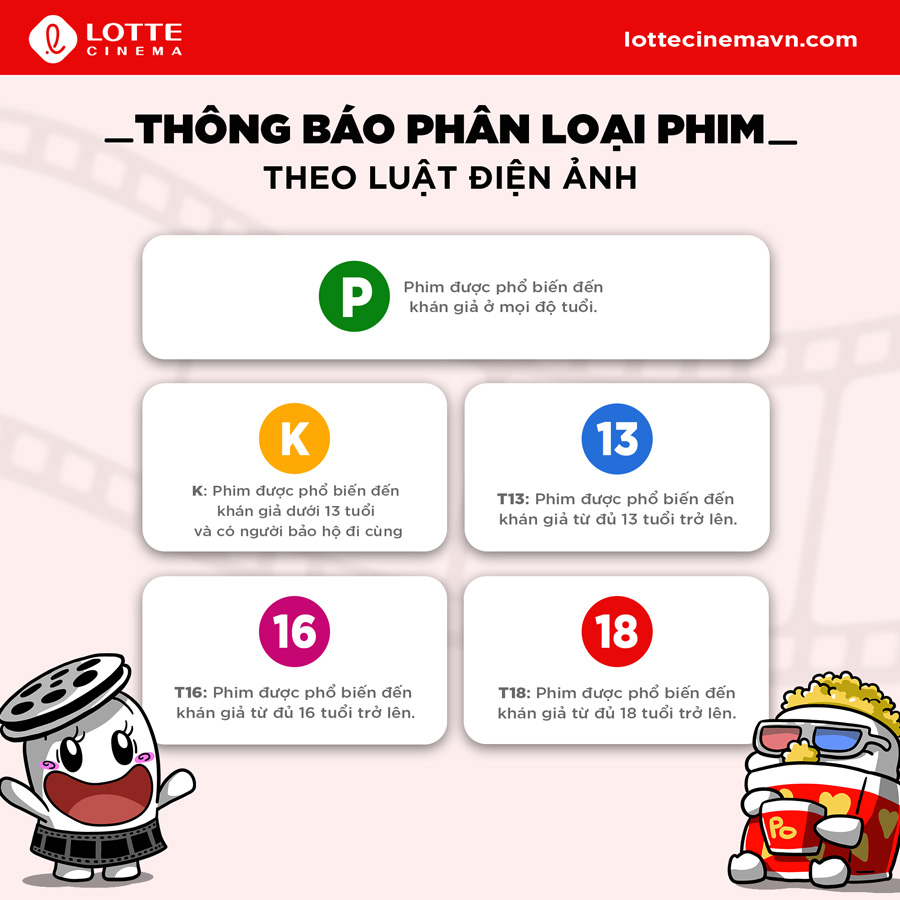 LOTTE
CINEMA
lottecinemavn.com
_THÔNG BÁO PHÂN LOẠI PHIM_
THEO LUẬT ĐIỆN ẢNH
P
Phim được phổ biến đến
khán giả ở mọi độ tuổi.
K
K: Phim được phổ biến đến
khán giả dưới 13 tuổi
và có người bảo hộ đi cùng
13
T13: Phim được phổ biến đến
khán giả từ đủ 13 tuổi trở lên.
16
T16: Phim được phổ biến đến
khán giả từ đủ 16 tuổi trở lên.
18
T18: Phim được phổ biến đến
khán giả từ đủ 18 tuổi trở lên.
Po